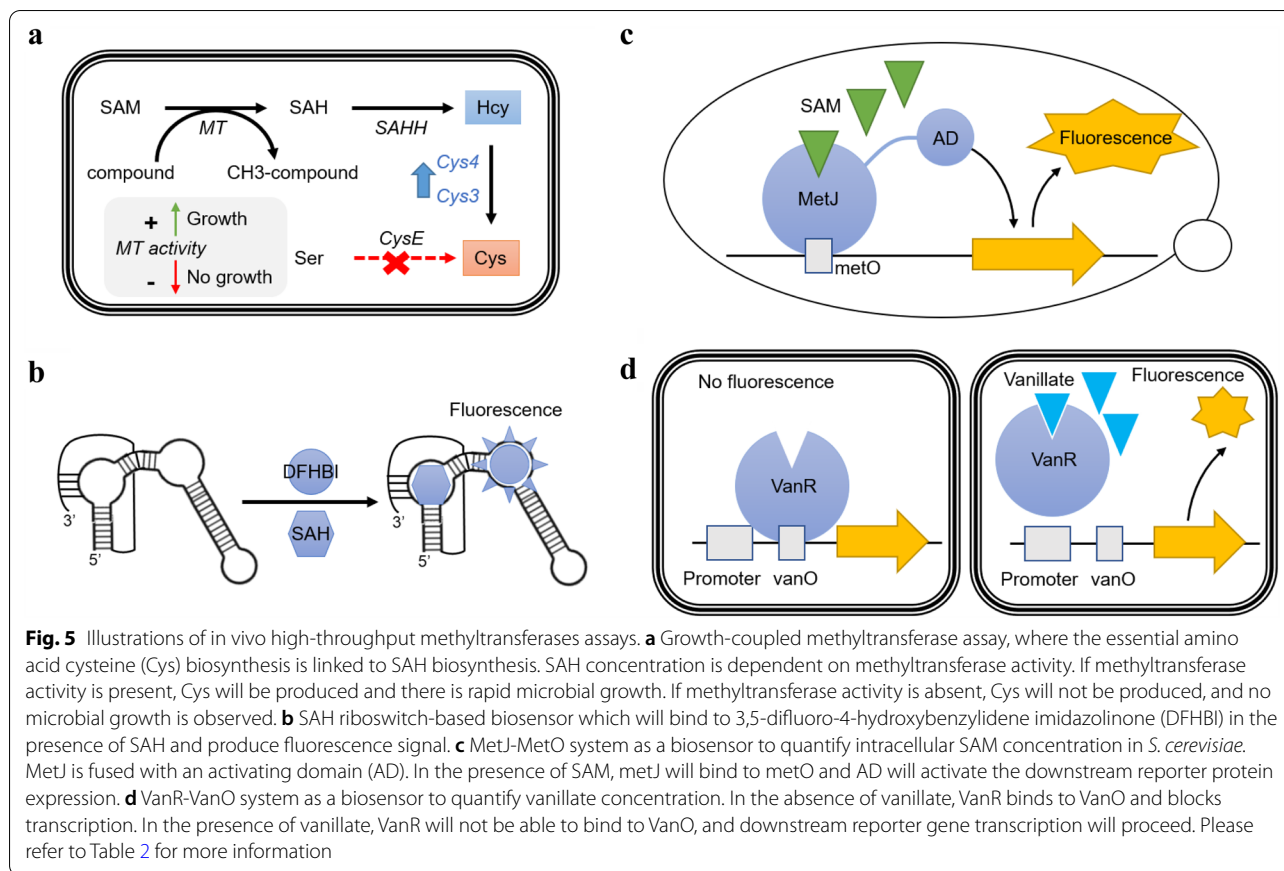 a
SAM
SAH
Hcy
MT
SAHH
compound
CH3-compound
Cys4
Cys3
+
Growth
MT activity
-
No growth
Ser
CysE
Cys
c
SAM
AD
Fluorescence
MetJ
metO
b
Fluorescence
DFHBI
SAH
3’
5’
3’
5’
d
No fluorescence
VanR
Promoter
vanO
Vanillate
Fluorescence
VanR
Promoter
vanO
Fig. 5 Illustrations of in vivo high-throughput methyltransferases assays. a Growth-coupled methyltransferase assay, where the essential amino
acid cysteine (Cys) biosynthesis is linked to SAH biosynthesis. SAH concentration is dependent on methyltransferase activity. If methyltransferase
activity is present, Cys will be produced and there is rapid microbial growth. If methyltransferase activity is absent, Cys will not be produced, and no
microbial growth is observed. b SAH riboswitch-based biosensor which will bind to 3,5-difluoro-4-hydroxybenzylidene imidazolinone (DFHBI) in the
presence of SAH and produce fluorescence signal. c MetJ-MetO system as a biosensor to quantify intracellular SAM concentration in S. cerevisiae.
MetJ is fused with an activating domain (AD). In the presence of SAM, metJ will bind to metO and AD will activate the downstream reporter protein
expression. d VanR-VanO system as a biosensor to quantify vanillate concentration. In the absence of vanillate, VanR binds to VanO and blocks
transcription. In the presence of vanillate, VanR will not be able to bind to VanO, and downstream reporter gene transcription will proceed. Please
refer to Table 2 for more information